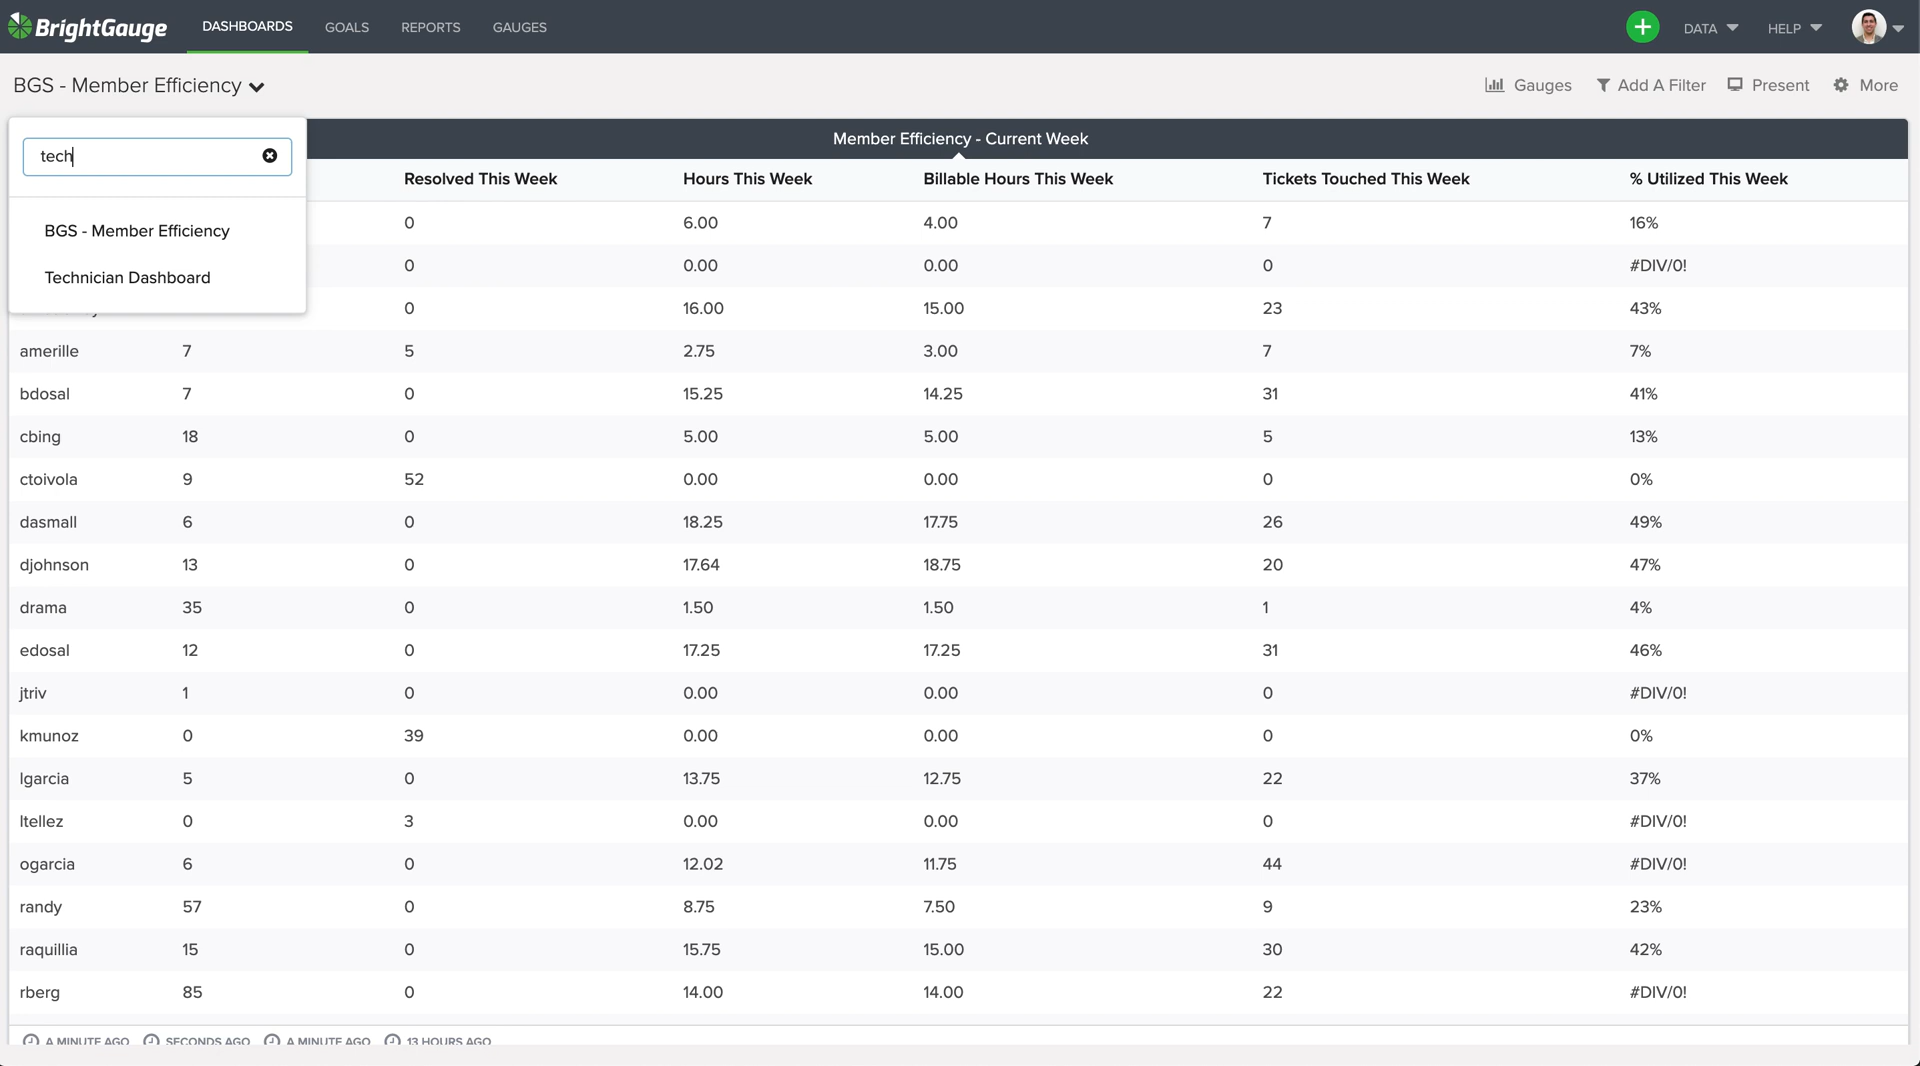 BrightGauge DASHBOARDS GOALS REPORTS GAUGES DATA HELP
BGS - Member Efficiency Gauges Add A Filter Present More
Member Efficiency - Current Week
tech
Resolved This Week Hours This Week Billable Hours This Week Tickets Touched This Week % Utilized This Week
BGS - Member Efficiency
Technician Dashboard
0 6.00 4.00 7 16%
0 0.00 0.00 0 #DIV/0!
0 16.00 15.00 23 43%
amerille 7 5 2.75 3.00 7 7%
bdosal 7 0 15.25 14.25 31 41%
cbing 18 0 5.00 5.00 5 13%
ctoivola 9 52 0.00 0.00 0 0%
dasmall 6 0 18.25 17.75 26 49%
djohnson 13 0 17.64 18.75 20 47%
drama 35 0 1.50 1.50 1 4%
edosal 12 0 17.25 17.25 31 46%
jtriv 1 0 0.00 0.00 0 #DIV/0!
kmunoz 0 39 0.00 0.00 0 0%
lgarcia 5 0 13.75 12.75 22 37%
ltellez 0 3 0.00 0.00 0 #DIV/0!
ogarcia 6 0 12.02 11.75 44 #DIV/0!
randy 57 0 8.75 7.50 9 23%
raquillia 15 0 15.75 15.00 30 42%
rberg 85 0 14.00 14.00 22 #DIV/0!
A MINUTE AGO SECONDS AGO A MINUTE AGO 13 HOURS AGO